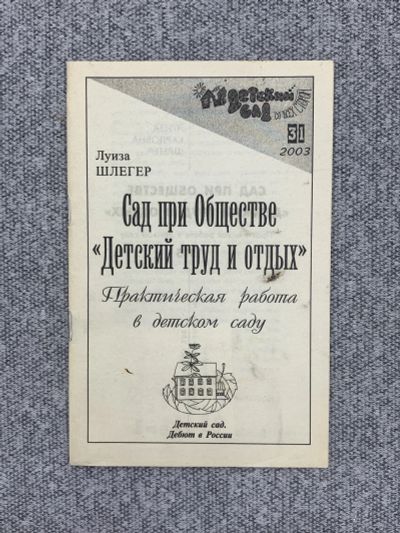 Детский
сад
31
2003
Луиза
ШЛЕГЕР
Сад при Обществе
«Детский труд и отдых»
Практическая работа
в детском саду
Детский сад.
Дебют в России